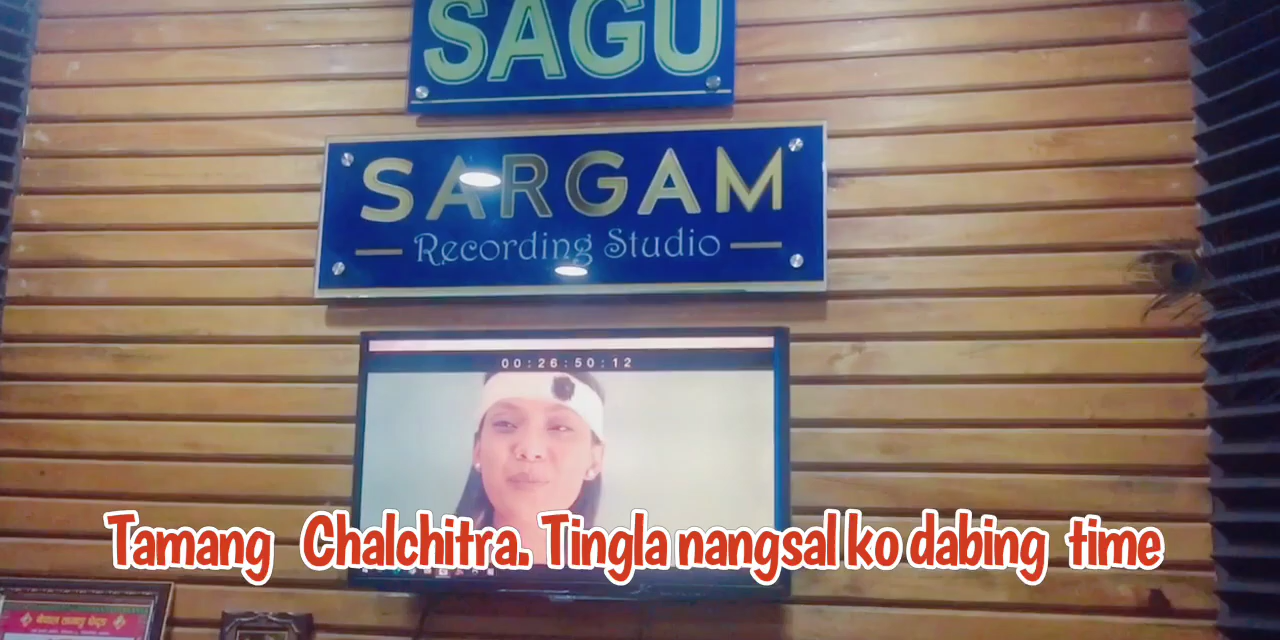 SAGU
SARGAM
Recording Studio
00:26:50:12
Tamang Chalchitra. Tingla nangsal ko dabing time